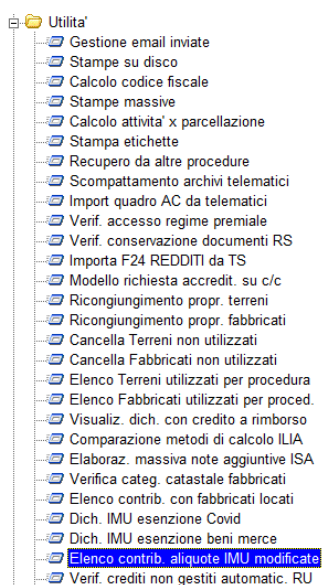 Utilita'
Gestione email inviate
Stampe su disco
Calcolo codice fiscale
Stampe massive
Calcolo attivita' x parcellazione
Stampa etichette
Recupero da altre procedure
Scompattamento archivi telematici
Import quadro AC da telematici
Verif. accesso regime premiale
Verif. conservazione documenti RS
Importa F24 REDDITI da TS
Modello richiesta accredit. su c/c
Ricongiungimento propr. terreni
Ricongiungimento propr. fabbricati
Cancella Terreni non utilizzati
Cancella Fabbricati non utilizzati
Elenco Terreni utilizzati per procedura
Elenco Fabbricati utilizzati per proced.
Visualiz. dich. con credito a rimborso
Comparazione metodi di calcolo ILIA
Elaboraz. massiva note aggiuntive ISA
Verifica categ. catastale fabbricati
Elenco contrib. con fabbricati locati
Dich. IMU esenzione Covid
Dich. IMU esenzione beni merce
Elenco contrib. aliquote IMU modificate
Verif. crediti non gestiti automatic. RU